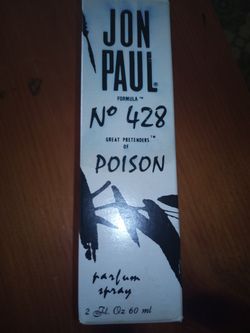 JON
PAUL®
FORMULA™
Nº 428
GREAT PRETENDERS™
OF
POISON
parfum
spray
2 Fl. Oz 60 ml